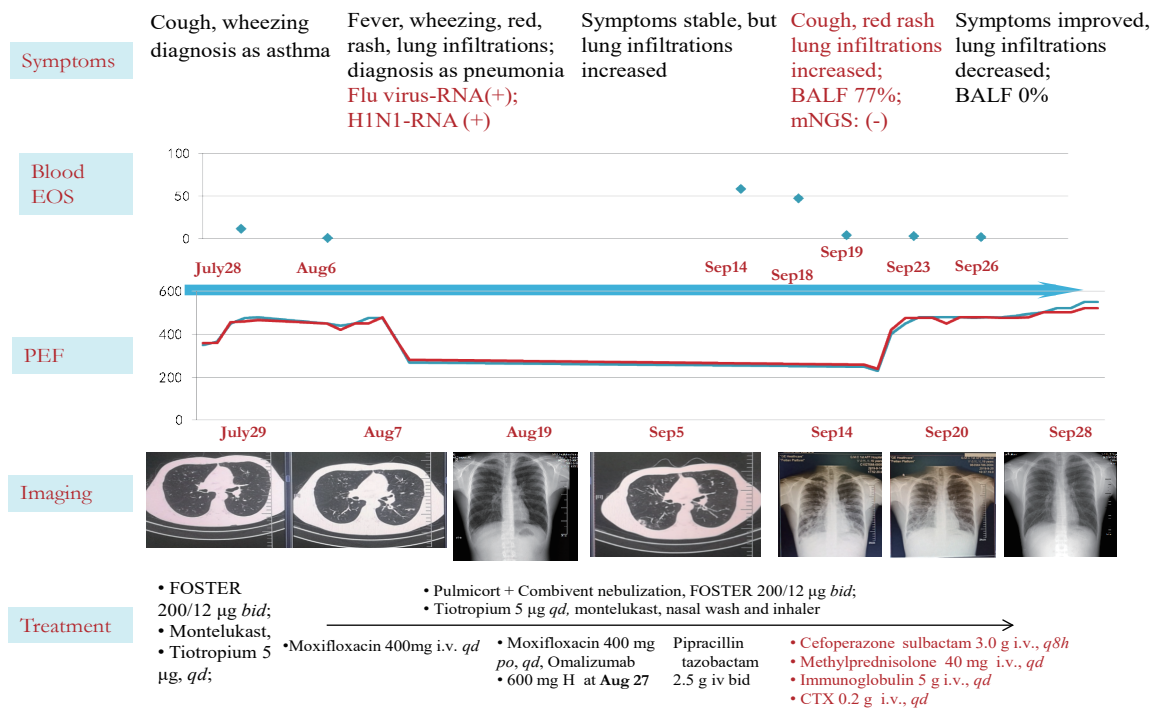 Symptoms
Cough, wheezing
diagnosis as asthma
Fever, wheezing, red,
rash, lung infiltrations;
diagnosis as pneumonia
Flu virus-RNA(+);
H1N1-RNA (+)
Symptoms stable, but
lung infiltrations
increased
Cough, red rash
lung infiltrations
increased;
BALF 77%;
mNGS: (-)
Symptoms improved,
lung infiltrations
decreased;
BALF 0%
Blood
EOS
100
50
0
July28
Aug6
Sep14
Sep18
Sep19
Sep23
Sep26
PEF
600
400
200
0
July29
Aug7
Aug19
Sep5
Sep14
Sep20
Sep28
Imaging
Treatment
• FOSTER
200/12 µg bid;
• Montelukast,
• Tiotropium 5
µg, qd;
• Pulmicort + Combivent nebulization, FOSTER 200/12 µg bid;
• Tiotropium 5 µg qd, montelukast, nasal wash and inhaler
•Moxifloxacin 400mg i.v. qd
• Moxifloxacin 400 mg
po, qd, Omalizumab
• 600 mg H at Aug 27
Pipracillin
tazobactam
2.5 g iv bid
• Cefoperazone sulbactam 3.0 g i.v., q8h
• Methylprednisolone 40 mg i.v., qd
• Immunoglobulin 5 g i.v., qd
• CTX 0.2 g i.v., qd